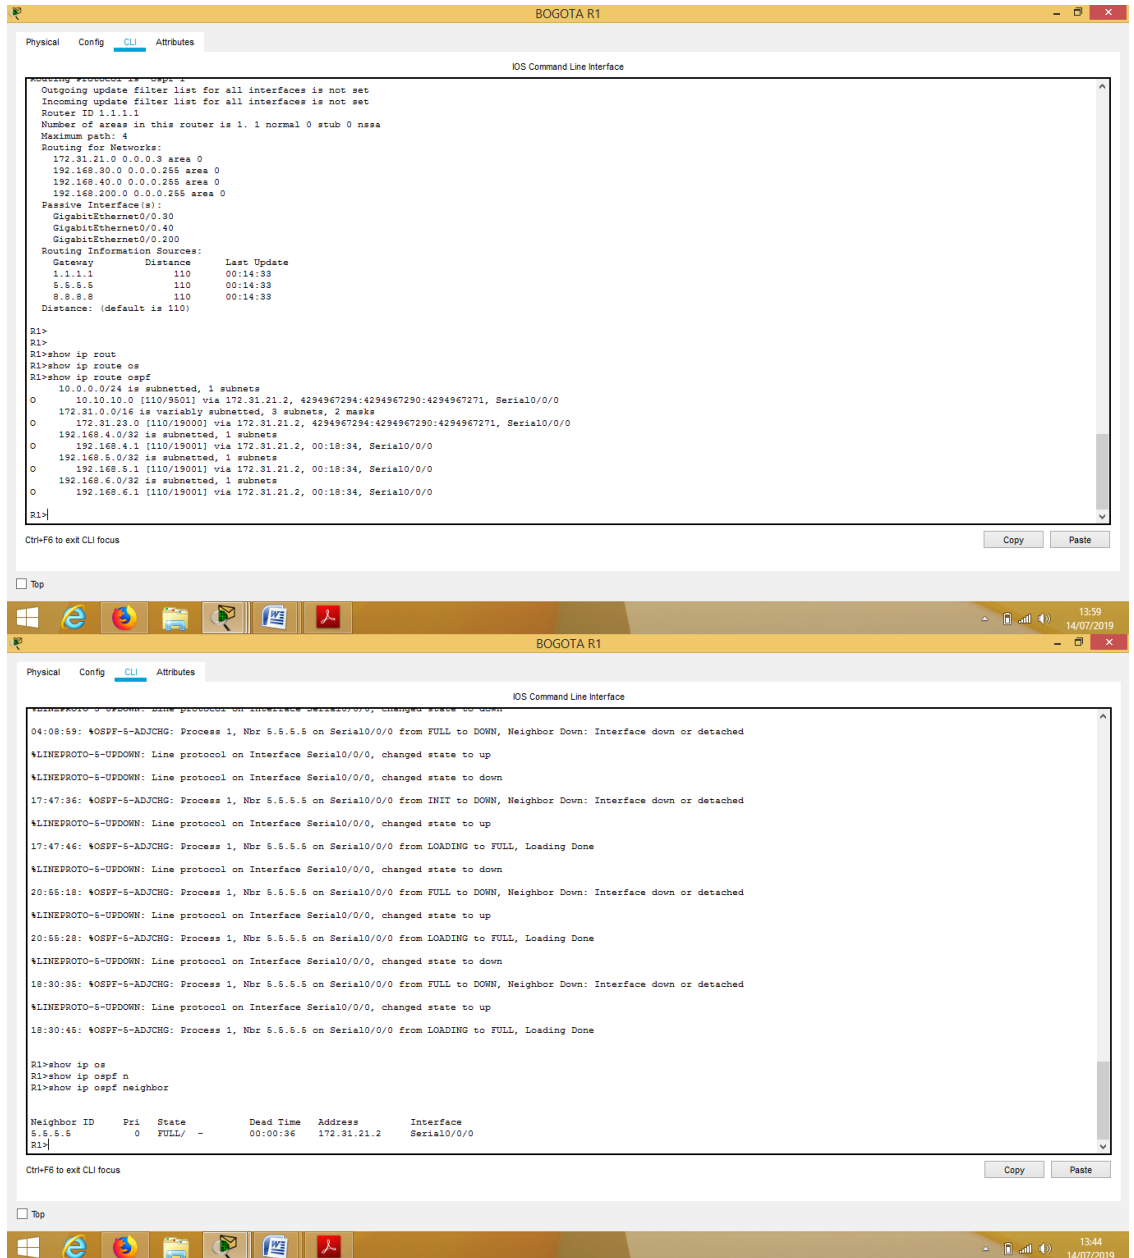 BOGOTA R1
Physical Config CLI Attributes
IOS Command Line Interface
Routing Protocol is "ospf 1"
Outgoing update filter list for all interfaces is not set
Incoming update filter list for all interfaces is not set
Router ID 1.1.1.1
Number of areas in this router is 1. 1 normal 0 stub 0 nssa
Maximum path: 4
Routing for Networks:
172.31.21.0 0.0.0.3 area 0
192.168.30.0 0.0.0.255 area 0
192.168.40.0 0.0.0.255 area 0
192.168.200.0 0.0.0.255 area 0
Passive Interface(s):
GigabitEthernet0/0.30
GigabitEthernet0/0.40
GigabitEthernet0/0.200
Routing Information Sources:
Gateway Distance Last Update
1.1.1.1 110 00:14:33
5.5.5.5 110 00:14:33
8.8.8.8 110 00:14:33
Distance: (default is 110)
R1>
R1>
R1>show ip rout
R1>show ip route os
R1>show ip route ospf
10.0.0.0/24 is subnetted, 1 subnets
O 10.10.10.0 [110/9501] via 172.31.21.2, 4294967294:4294967290:4294967271, Serial0/0/0
172.31.0.0/16 is variably subnetted, 3 subnets, 2 masks
O 172.31.23.0 [110/19000] via 172.31.21.2, 4294967294:4294967290:4294967271, Serial0/0/0
192.168.4.0/32 is subnetted, 1 subnets
O 192.168.4.1 [110/19001] via 172.31.21.2, 00:18:34, Serial0/0/0
192.168.5.0/32 is subnetted, 1 subnets
O 192.168.5.1 [110/19001] via 172.31.21.2, 00:18:34, Serial0/0/0
192.168.6.0/32 is subnetted, 1 subnets
O 192.168.6.1 [110/19001] via 172.31.21.2, 00:18:34, Serial0/0/0
R1>
Ctrl+F6 to exit CLI focus
Copy Paste
Top
13:59
14/07/2019
BOGOTA R1
Physical Config CLI Attributes
IOS Command Line Interface
%LINEPROTO-5-UPDOWN: Line protocol on Interface Serial0/0/0, changed state to down
04:08:59: %OSPF-5-ADJCHG: Process 1, Nbr 5.5.5.5 on Serial0/0/0 from FULL to DOWN, Neighbor Down: Interface down or detached
%LINEPROTO-5-UPDOWN: Line protocol on Interface Serial0/0/0, changed state to up
%LINEPROTO-5-UPDOWN: Line protocol on Interface Serial0/0/0, changed state to down
17:47:36: %OSPF-5-ADJCHG: Process 1, Nbr 5.5.5.5 on Serial0/0/0 from INIT to DOWN, Neighbor Down: Interface down or detached
%LINEPROTO-5-UPDOWN: Line protocol on Interface Serial0/0/0, changed state to up
17:47:46: %OSPF-5-ADJCHG: Process 1, Nbr 5.5.5.5 on Serial0/0/0 from LOADING to FULL, Loading Done
%LINEPROTO-5-UPDOWN: Line protocol on Interface Serial0/0/0, changed state to down
20:55:18: %OSPF-5-ADJCHG: Process 1, Nbr 5.5.5.5 on Serial0/0/0 from FULL to DOWN, Neighbor Down: Interface down or detached
%LINEPROTO-5-UPDOWN: Line protocol on Interface Serial0/0/0, changed state to up
20:55:28: %OSPF-5-ADJCHG: Process 1, Nbr 5.5.5.5 on Serial0/0/0 from LOADING to FULL, Loading Done
%LINEPROTO-5-UPDOWN: Line protocol on Interface Serial0/0/0, changed state to down
18:30:35: %OSPF-5-ADJCHG: Process 1, Nbr 5.5.5.5 on Serial0/0/0 from FULL to DOWN, Neighbor Down: Interface down or detached
%LINEPROTO-5-UPDOWN: Line protocol on Interface Serial0/0/0, changed state to up
18:30:45: %OSPF-5-ADJCHG: Process 1, Nbr 5.5.5.5 on Serial0/0/0 from LOADING to FULL, Loading Done
R1>show ip os
R1>show ip ospf n
R1>show ip ospf neighbor
Neighbor ID Pri State Dead Time Address Interface
5.5.5.5 0 FULL/ - 00:00:36 172.31.21.2 Serial0/0/0
R1>
Ctrl+F6 to exit CLI focus
Copy Paste
Top
13:44
14/07/2019